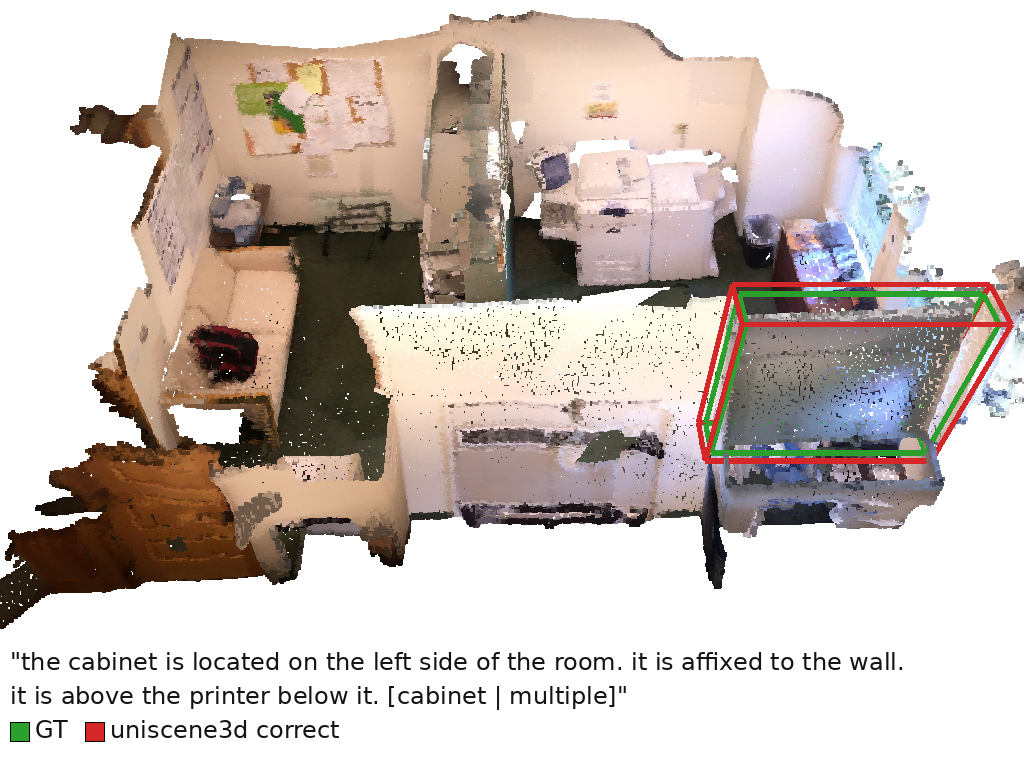 "the cabinet is located on the left side of the room. it is affixed to the wall.
it is above the printer below it. [cabinet | multiple]"
GT uniscene3d correct